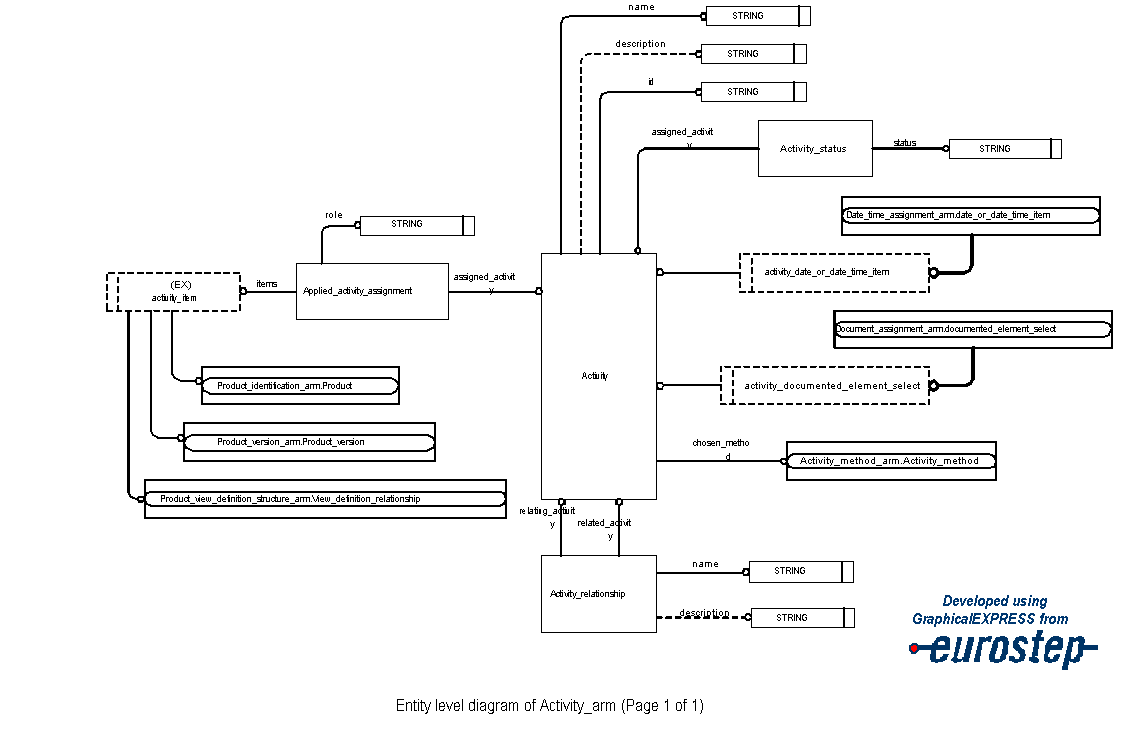 name
STRING
description
STRING
id
STRING
assigned_activit
y
Activity_status
status
STRING
Date_time_assignment_arm.date_or_date_time_item
role
STRING
activity_date_or_date_time_item
(EX)
activity_item
items
Applied_activity_assignment
assigned_activit
y
Document_assignment_arm.documented_element_select
Activity
activity_documented_element_select
Product_identification_arm.Product
Product_version_arm.Product_version
chosen_metho
d
Activity_method_arm.Activity_method
Product_view_definition_structure_arm.View_definition_relationship
relating_activit
y
related_activit
y
name
STRING
Activity_relationship
description
STRING
Developed using
GraphicalEXPRESS from
eurostep
Entity level diagram of Activity_arm (Page 1 of 1)